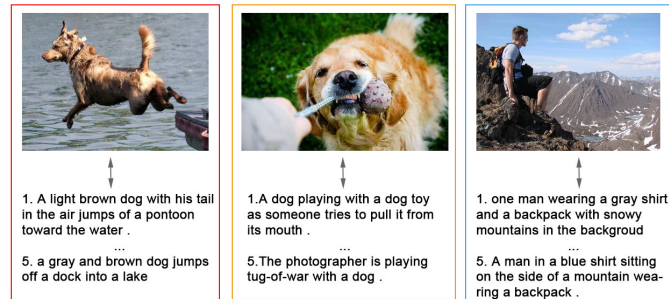 1. A light brown dog with his tail
in the air jumps of a pontoon
toward the water .
...
5. a gray and brown dog jumps
off a dock into a lake
1.A dog playing with a dog toy
as someone tries to pull it from
its mouth .
...
5.The photographer is playing
tug-of-war with a dog .
1. one man wearing a gray shirt
and a backpack with snowy
mountains in the backgroud
...
5. A man in a blue shirt sitting
on the side of a mountain wea-
ring a backpack .